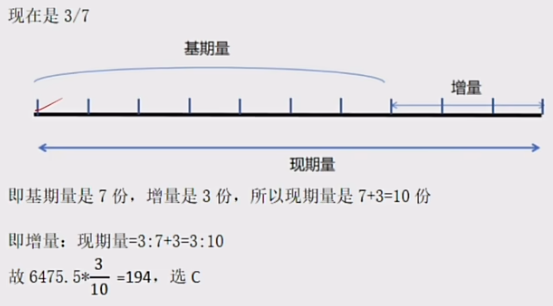 现在是 3/7
基期量
增量
现期量
即基期量是 7 份，增量是 3 份，所以现期量是 7+3=10 份
即增量：现期量=3:7+3=3:10
故 6475.5*3/10 =194，选 C